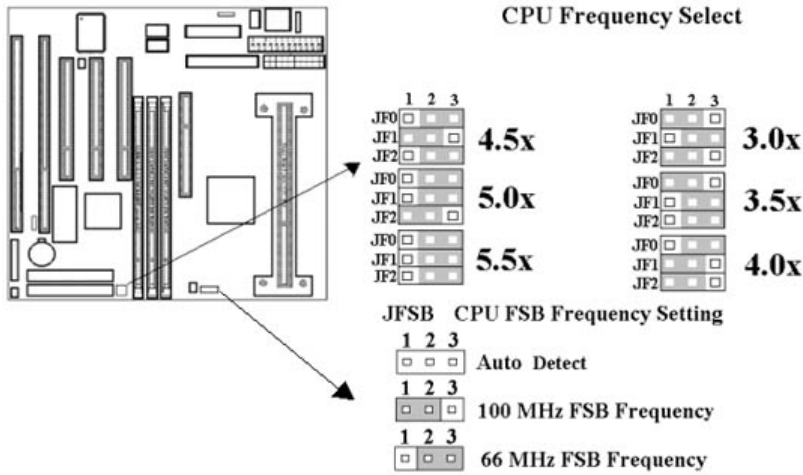 CPU Frequency Select
1 2 3
JF0
JF1
JF2
4.5x
JF0
JF1
JF2
5.0x
JF0
JF1
JF2
5.5x
1 2 3
JF0
JF1
JF2
3.0x
JF0
JF1
JF2
3.5x
JF0
JF1
JF2
4.0x
JFSB CPU FSB Frequency Setting
1 2 3
Auto Detect
1 2 3
100 MHz FSB Frequency
1 2 3
66 MHz FSB Frequency